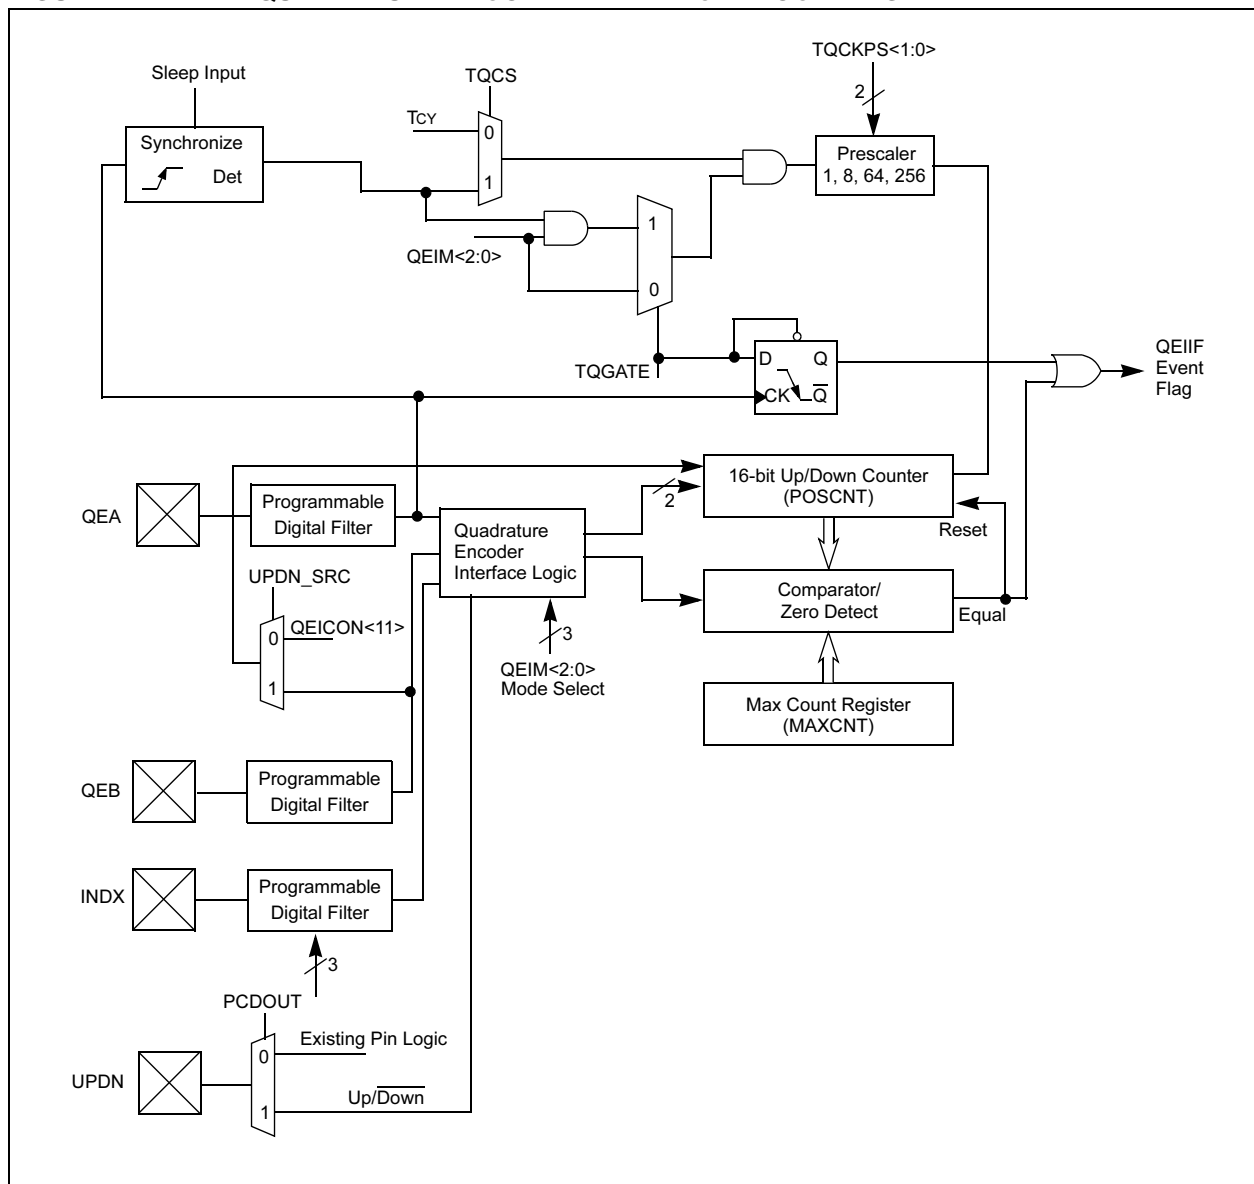 TQCKPS<1:0>
Sleep Input
TQCS
2
TCY
0
Synchronize
Det
1
Prescaler
1, 8, 64, 256
1
QEIM<2:0>
0
TQGATE
D Q
CK Q
QEIIF
Event
Flag
16-bit Up/Down Counter
(POSCNT)
2
Reset
QEA
Programmable
Digital Filter
Quadrature
Encoder
Interface Logic
UPDN_SRC
Comparator/
Zero Detect
Equal
0
QEICON<11>
3
1
QEIM<2:0>
Mode Select
Max Count Register
(MAXCNT)
QEB
Programmable
Digital Filter
INDX
Programmable
Digital Filter
3
PCDOUT
0
Existing Pin Logic
UPDN
Up/Down
1